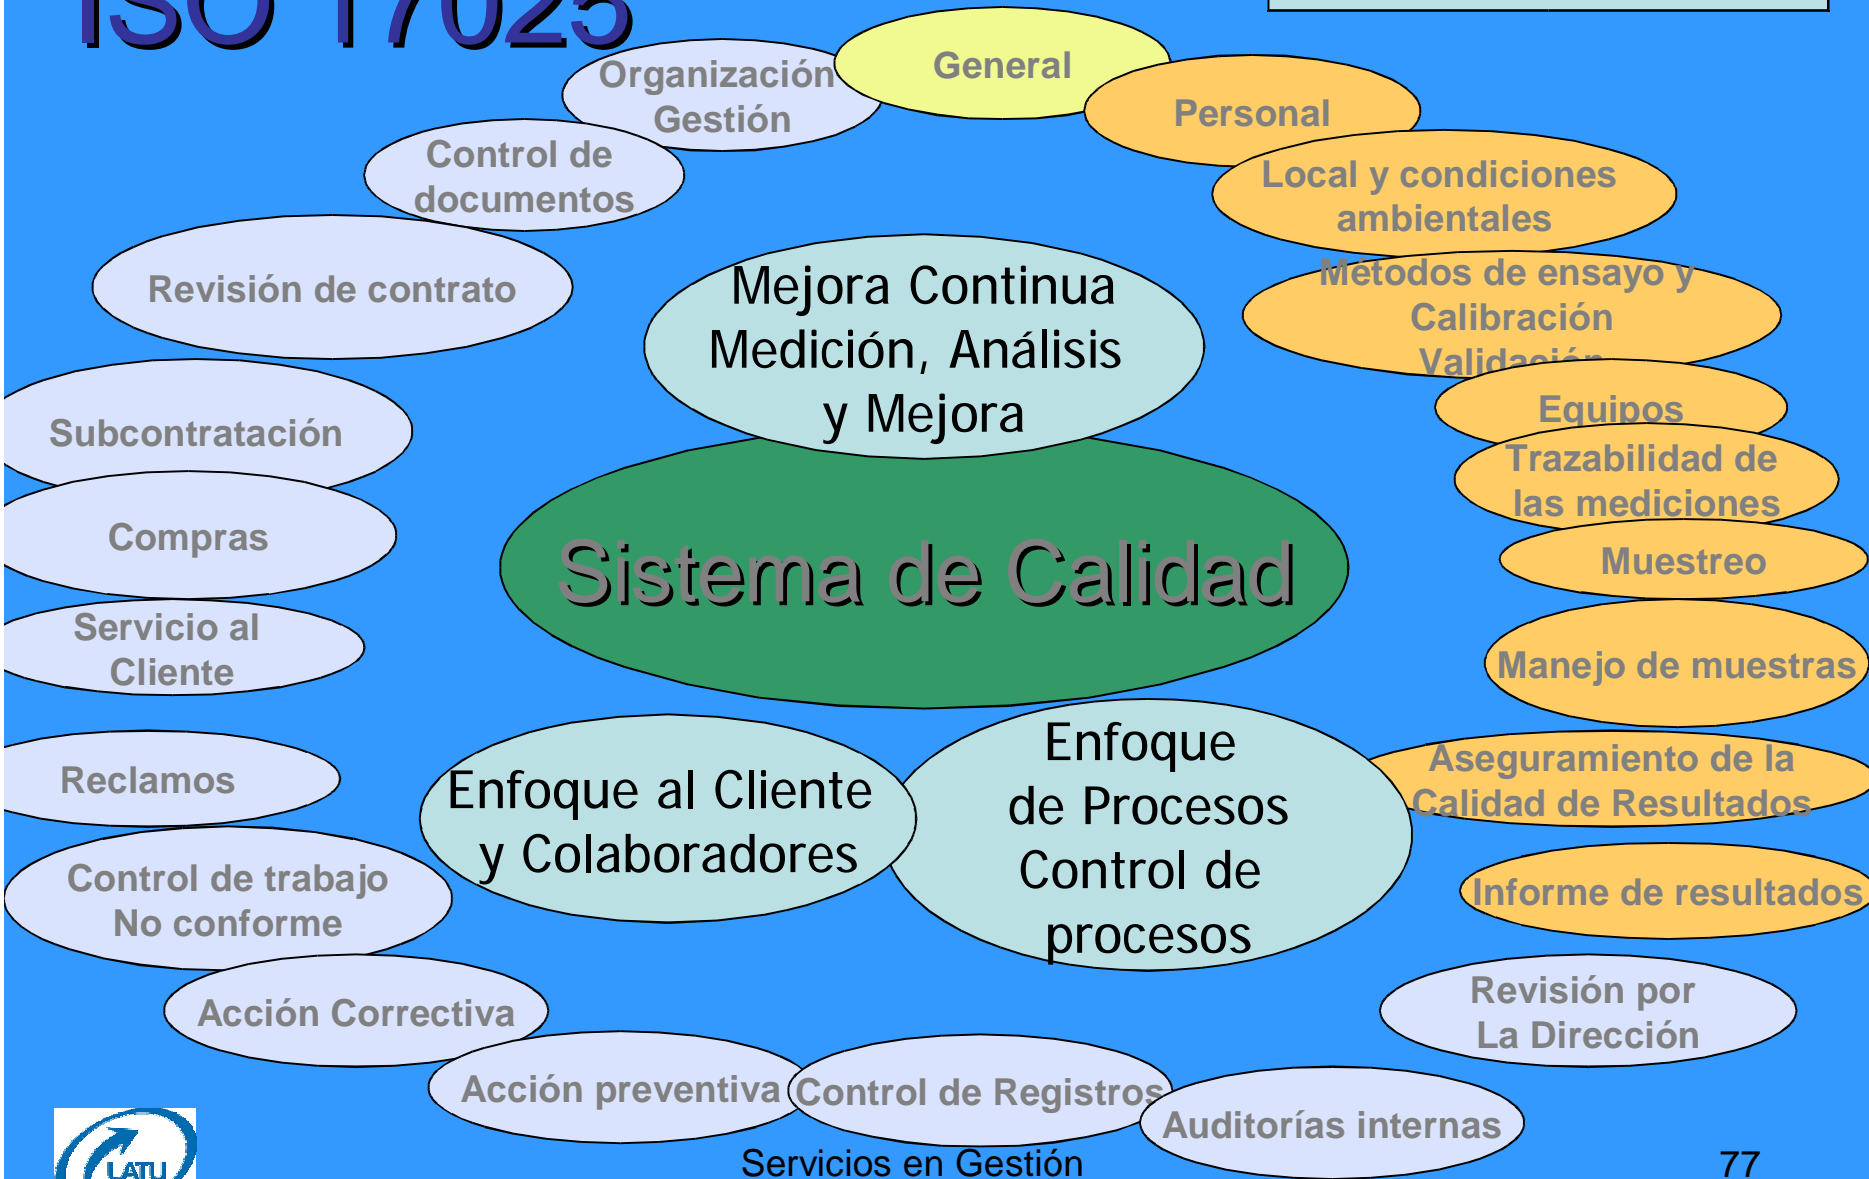 ISO 17025
General
Organización
Gestión
Personal
Control de
documentos
Local y condiciones
ambientales
Revisión de contrato
Mejora Continua
Medición, Análisis
y Mejora
Métodos de ensayo y
Calibración
Validación
Subcontratación
Equipos
Trazabilidad de
las mediciones
Compras
Sistema de Calidad
Muestreo
Servicio al
Cliente
Manejo de muestras
Reclamos
Enfoque al Cliente
y Colaboradores
Enfoque
de Procesos
Control de
procesos
Aseguramiento de la
Calidad de Resultados
Control de trabajo
No conforme
Informe de resultados
Acción Correctiva
Revisión por
La Dirección
Acción preventiva
Control de Registros
Auditorías internas
LATU
Servicios en Gestión
77